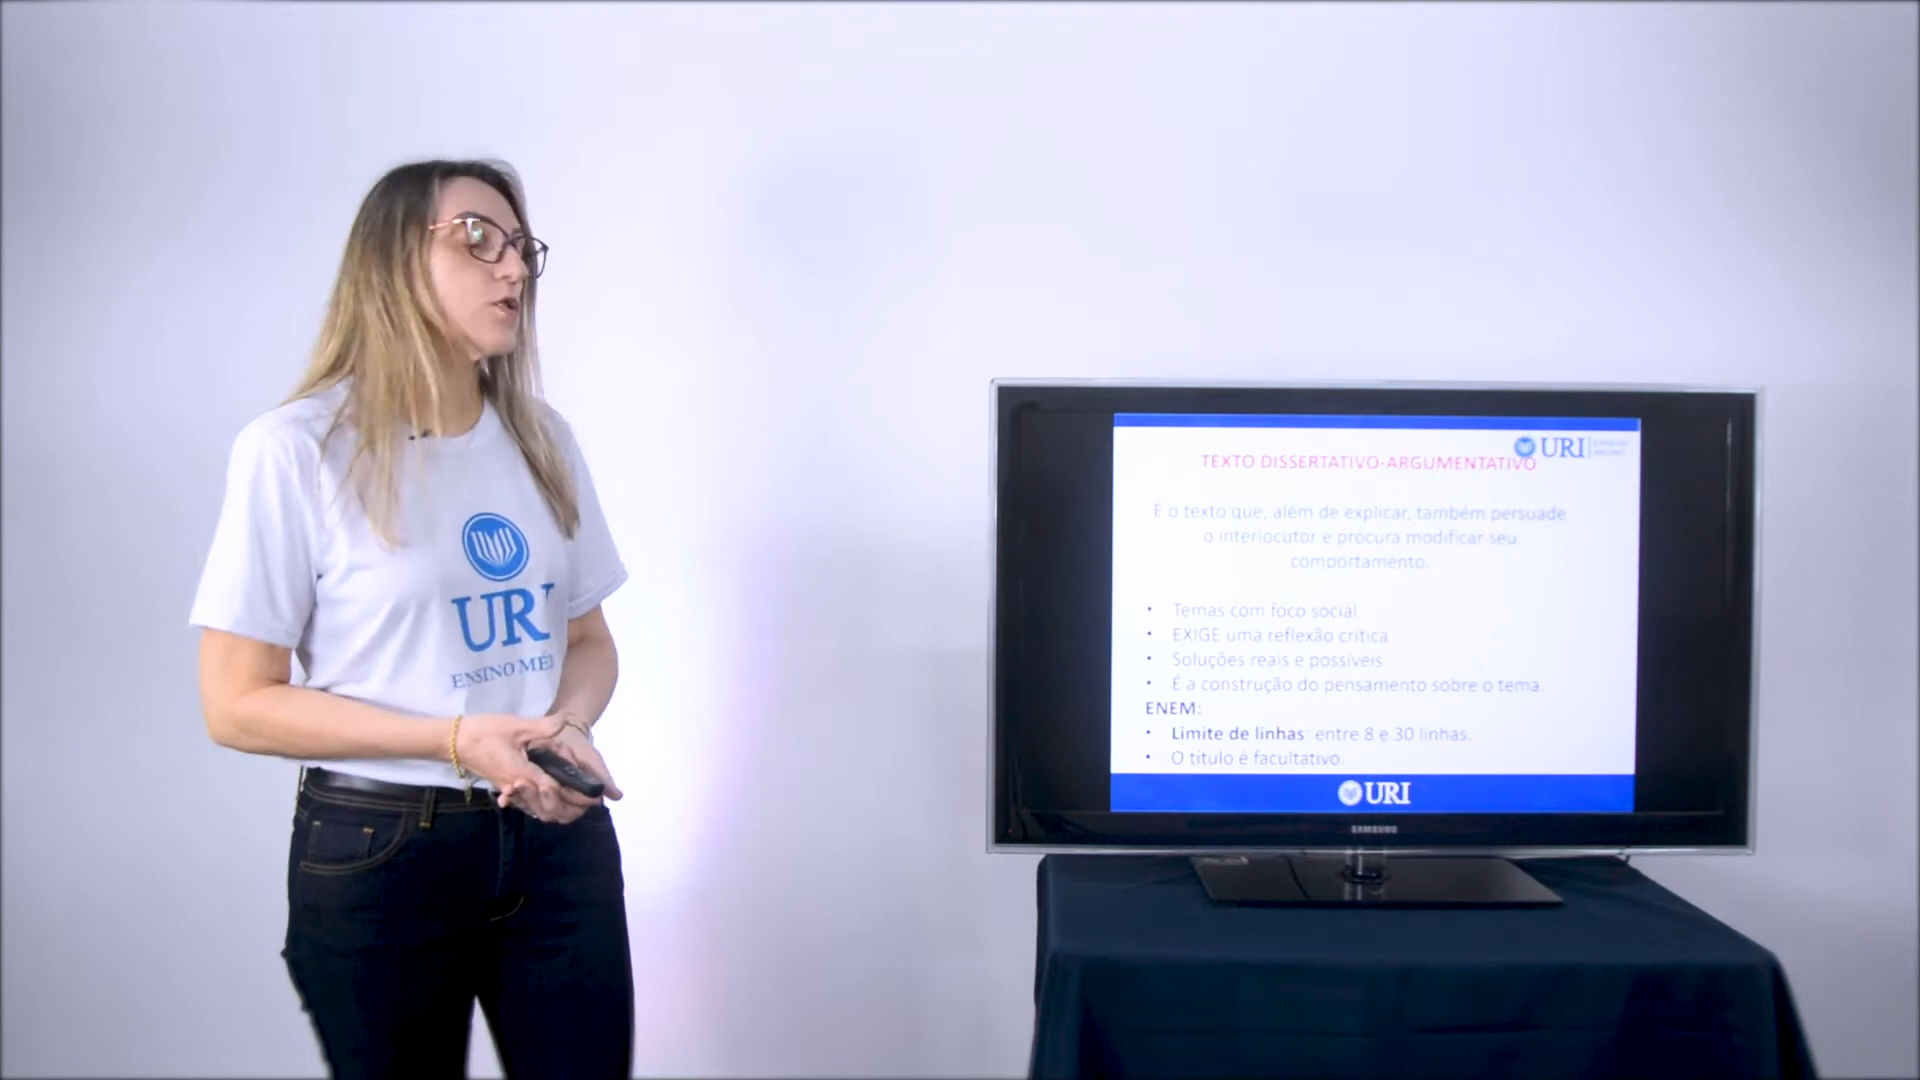 URI
ENSINO MÉD
URI
TEXTO DISSERTATIVO-ARGUMENTATIVO
É o texto que, além de explicar, também persuade
o interlocutor e procura modificar seu
comportamento.
• Temas com foco social
• EXIGE uma reflexão crítica
• Soluções reais e possíveis
• É a construção do pensamento sobre o tema.
ENEM:
• Limite de linhas: entre 8 e 30 linhas.
• O título é facultativo.
URI
SAMSUNG